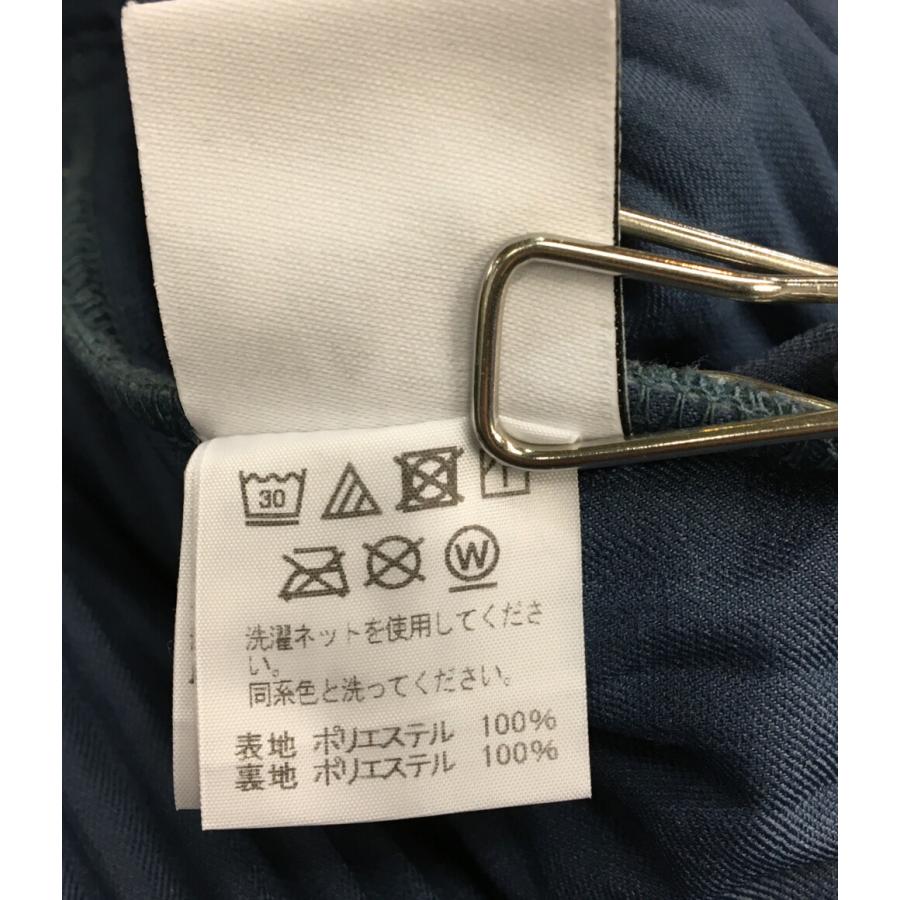 30
W
洗濯ネットを使用してくださ
い。
同系色と洗ってください。
表地 ポリエステル 100%
裏地 ポリエステル 100%